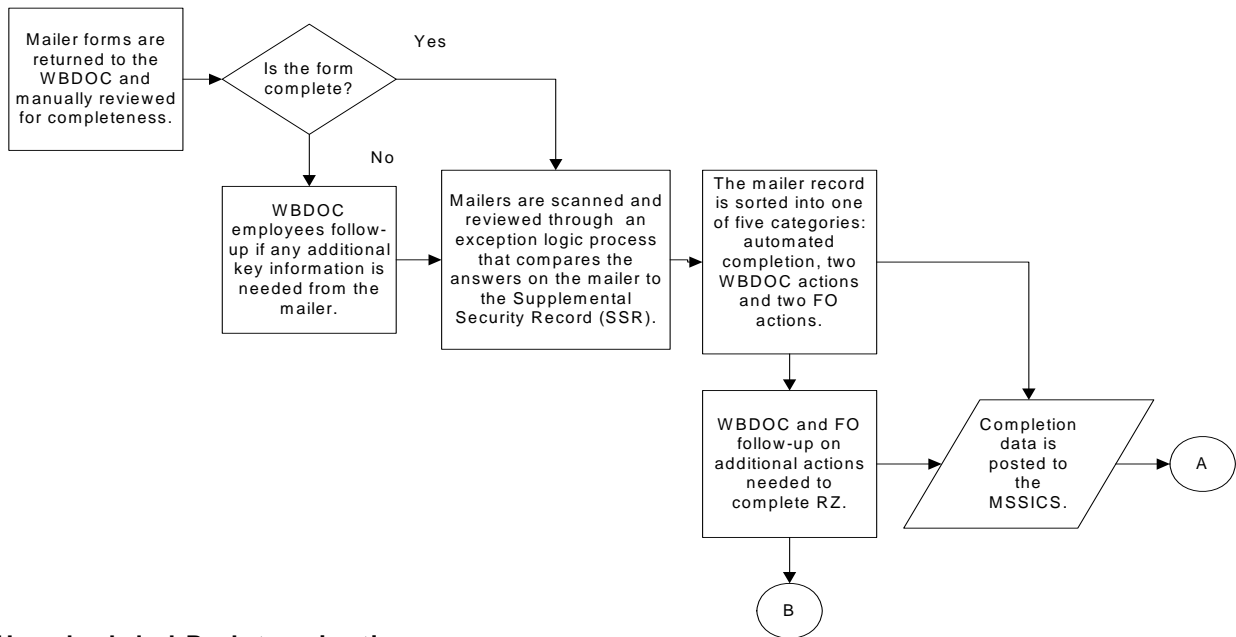 Mailer forms are
returned to the
WBDOC and
manually reviewed
for completeness.
Is the form
complete?
Yes
No
WBDOC
employees follow-
up if any additional
key information is
needed from the
mailer.
Mailers are scanned and
reviewed through an
exception logic process
that compares the
answers on the mailer to
the Supplemental
Security Record (SSR).
The mailer record
is sorted into one
of five categories:
automated
completion, two
WBDOC actions
and two FO
actions.
WBDOC and FO
follow-up on
additional actions
needed to
complete RZ.
Completion
data is
posted to
the
MSSICS.
A
B